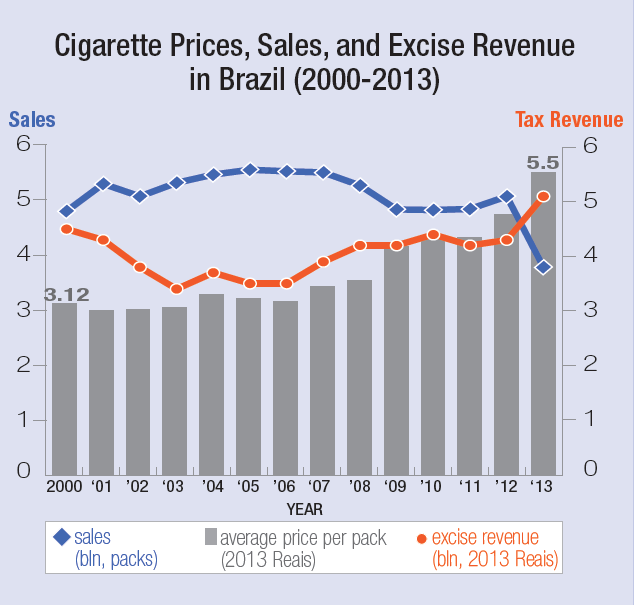 Cigarette Prices, Sales, and Excise Revenue
in Brazil (2000-2013)
Sales
Tax Revenue
6
6
5.5
5
5
4
4
3.12
3
3
2
2
1
1
0
0
2000 ‘01 ’02 ‘03 ’04 ‘05 ’06 ‘07 ’08 ‘09 ’10 ‘11 ’12 ‘13
YEAR
sales
(bln, packs)
average price per pack
(2013 Reais)
excise revenue
(bln, 2013 Reais)